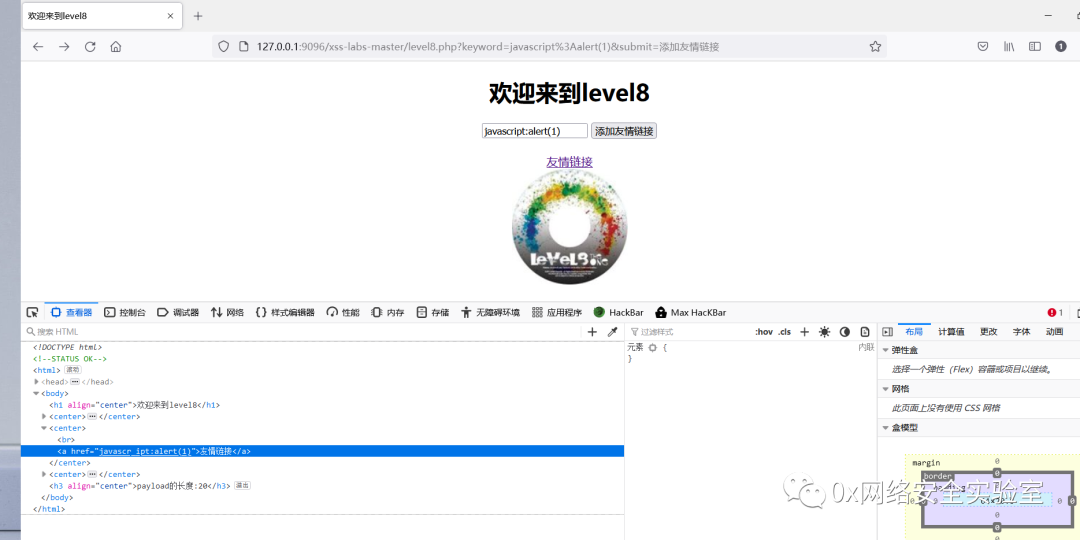 欢迎来到level8
127.0.0.1:9096/xss-labs-master/level8.php?keyword=javascript%3Aalert(1)&submit=添加友情链接
1
欢迎来到level8
javascript:alert(1) 添加友情链接
友情链接
LeVeL8
查看器 控制台 调试器 网络 样式编辑器 性能 内存 存储 无障碍环境 应用程序 HackBar Max HacKBar 1
搜索 HTML
过滤样式 :hov .cls
布局 计算值 更改 字体 动画
<!DOCTYPE html>
<!--STATUS OK-->
<html> 滚动
<head> </head>
<body>
<h1 align="center">欢迎来到level8</h1>
<center> </center>
<center>
<br>
<a href="javascr_ipt:alert(1)">友情链接</a>
</center>
<center> </center>
<h3 align="center">payload的长度:20</h3> 溢出
</body>
</html>
元素 { 内联
}
弹性盒
选择一个弹性（Flex）容器或项目以继续。
网格
此页面上没有使用 CSS 网格
盒模型
margin 0
border 0
0 0
0
0
0x网络安全实验室